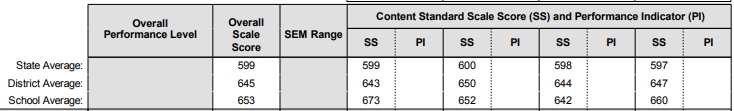 Overall Performance Level Overall Scale Score SEM Range Content Standard Scale Score (SS) and Performance Indicator (PI)
SS PI SS PI SS PI SS PI
State Average: 599 599 600 598 597
District Average: 645 643 650 644 647
School Average: 653 673 652 642 660